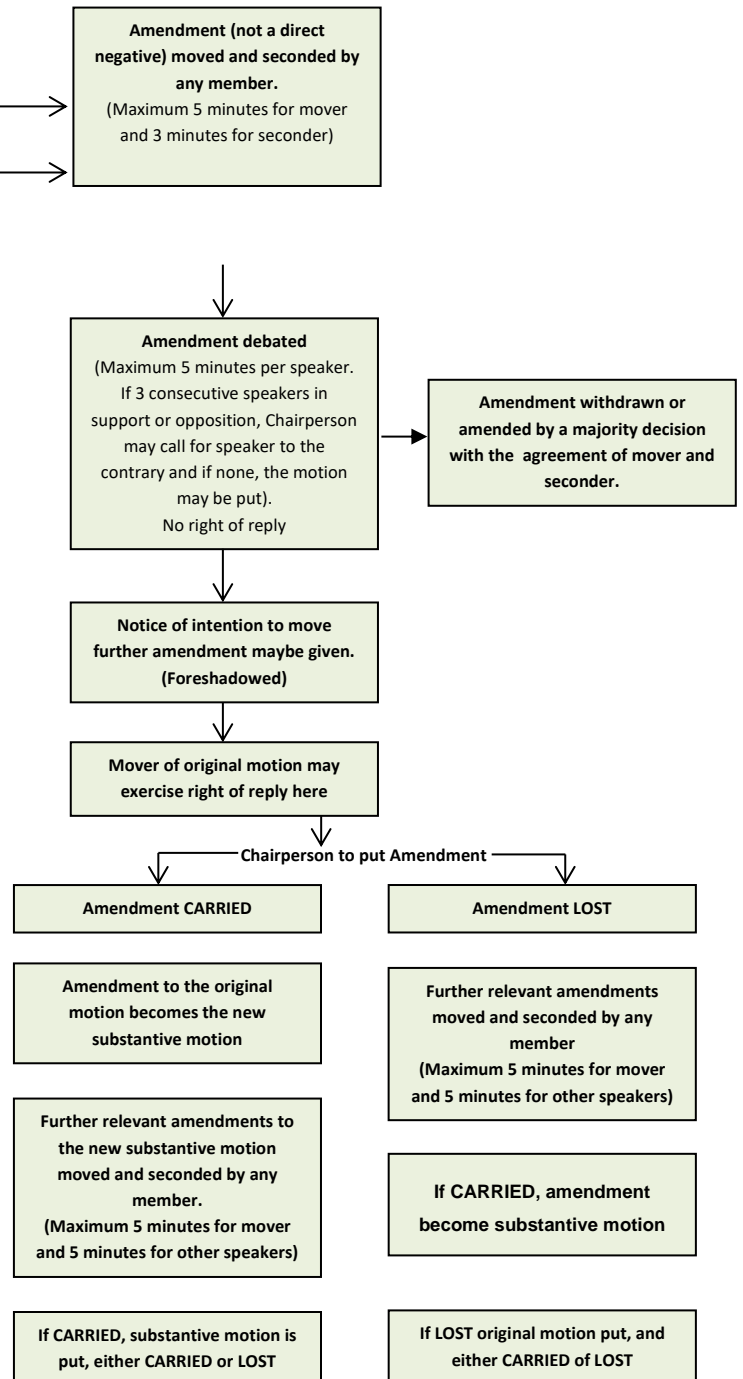 Amendment (not a direct
negative) moved and seconded by
any member.
(Maximum 5 minutes for mover
and 3 minutes for seconder)
Amendment debated
(Maximum 5 minutes per speaker.
If 3 consecutive speakers in
support or opposition, Chairperson
may call for speaker to the
contrary and if none, the motion
may be put).
No right of reply
Amendment withdrawn or
amended by a majority decision
with the agreement of mover and
seconder.
Notice of intention to move
further amendment maybe given.
(Foreshadowed)
Mover of original motion may
exercise right of reply here
Chairperson to put Amendment
Amendment CARRIED
Amendment to the original
motion becomes the new
substantive motion
Further relevant amendments to
the new substantive motion
moved and seconded by any
member.
(Maximum 5 minutes for mover
and 5 minutes for other speakers)
If CARRIED, substantive motion is
put, either CARRIED or LOST
Amendment LOST
Further relevant amendments
moved and seconded by any
member
(Maximum 5 minutes for mover
and 5 minutes for other speakers)
If CARRIED, amendment
become substantive motion
If LOST original motion put, and
either CARRIED of LOST